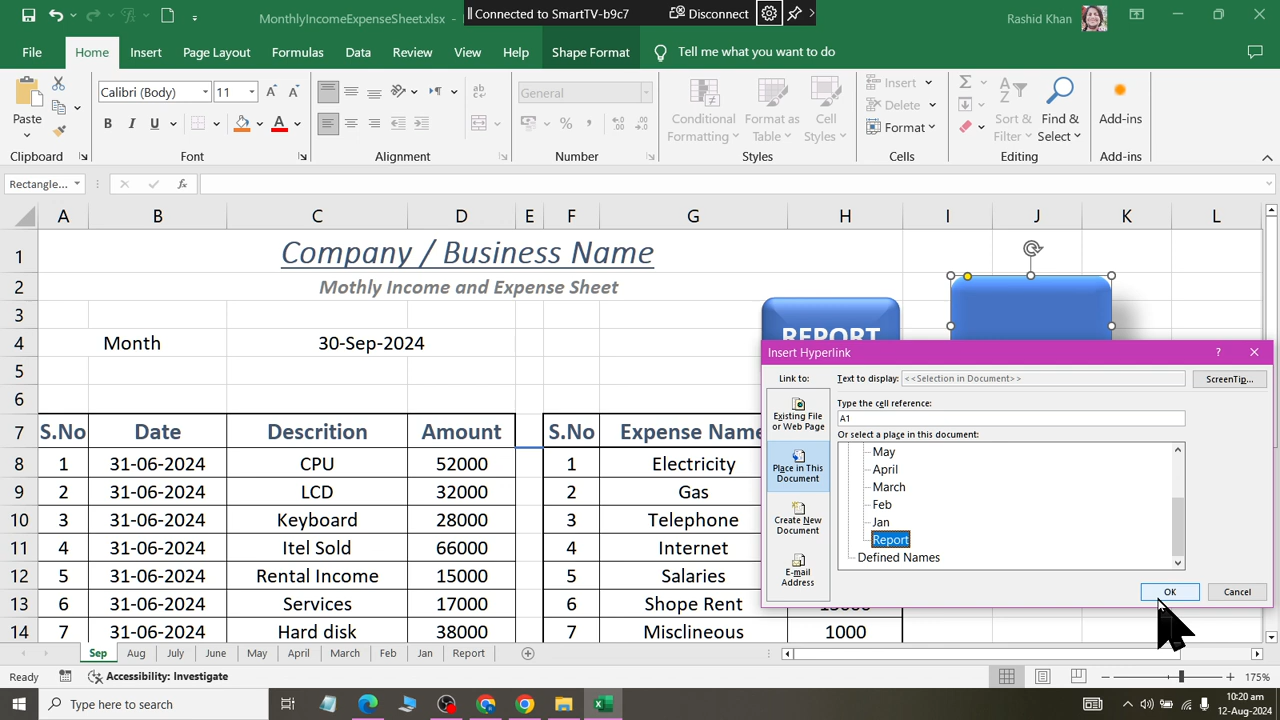 MonthlyIncomeExpenseSheet.xlsx
Connected to SmartTV-b9c7
Disconnect
Rashid Khan
File Home Insert Page Layout Formulas Data Review View Help Shape Format Tell me what you want to do
Paste
Calibri (Body) 11
B I U
General
Conditional Formatting
Format as Table
Cell Styles
Insert
Delete
Format
Sort & Filter
Find & Select
Add-ins
Clipboard Font Alignment Number Styles Cells Editing Add-ins
Rectangle...
fx
A B C D E F G H I J K L
1 Company / Business Name
2 Mothly Income and Expense Sheet
3
4 Month 30-Sep-2024
REPORT
5
6
7 S.No Date Descrition Amount S.No Expense Name
8 1 31-06-2024 CPU 52000 1 Electricity
9 2 31-06-2024 LCD 32000 2 Gas
10 3 31-06-2024 Keyboard 28000 3 Telephone
11 4 31-06-2024 Itel Sold 66000 4 Internet
12 5 31-06-2024 Rental Income 15000 5 Salaries
13 6 31-06-2024 Services 17000 6 Shope Rent
14 7 31-06-2024 Hard disk 38000 7 Misclineous 1000
Insert Hyperlink ?
Link to:
Text to display: <<Selection in Document>>
ScreenTip...
Existing File or Web Page
Place in This Document
Create New Document
E-mail Address
Type the cell reference:
A1
Or select a place in this document:
May
April
March
Feb
Jan
Report
Defined Names
OK Cancel
Sep Aug July June May April March Feb Jan Report
Ready Accessibility: Investigate 175%
Type here to search
10:20 am
12-Aug-2024